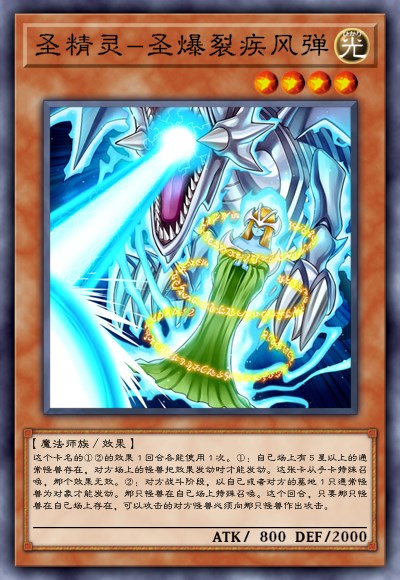 圣精灵-圣爆裂疾风弹
光
【魔法师族/效果】
这个卡名的①②的效果1回合各能使用1次。①:自己场上有5星以上的通
常怪兽存在,对方场上的怪兽把效果发动时才能发动。这张卡从手卡特殊召
唤,那个效果无效。②:对方战斗阶段,以自己或者对方的墓地1只通常怪
兽为对象才能发动。那只怪兽在自己场上特殊召唤。这个回合,只要那只怪
兽在自己场上存在,可以攻击的对方怪兽必须向那只怪兽作出攻击。
ATK/ 800 DEF/2000